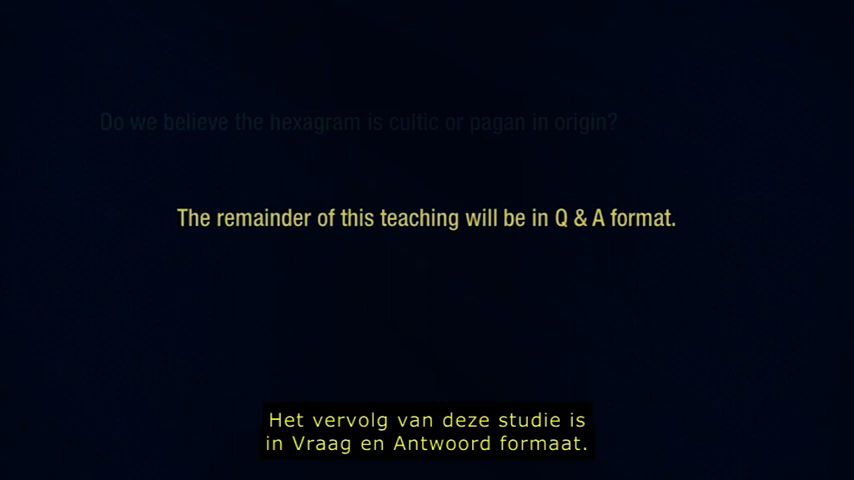 Do we believe the hexagram is cultic or pagan in origin?
The remainder of this teaching will be in Q & A format.
Het vervolg van deze studie is
in Vraag en Antwoord formaat.